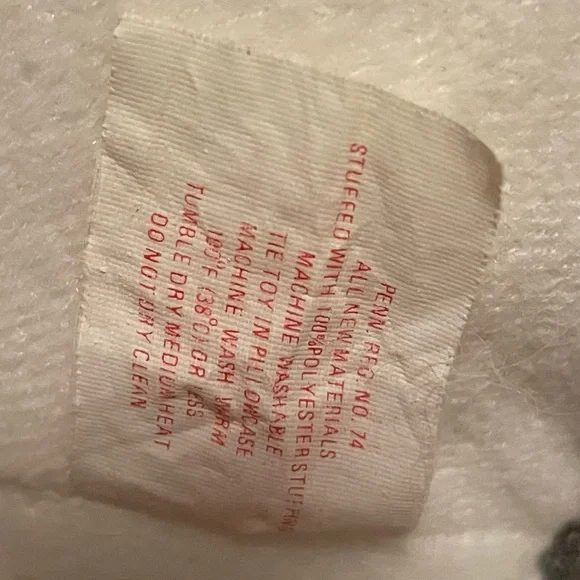 PENN. REG. NO. 74
ALL NEW MATERIALS
STUFFED WITH 100% POLYESTER STUFFING
MACHINE WASHABLE
TIE TOY IN PILLOWCASE
MACHINE WASH WARM
100°F (38°C) OR LESS
TUMBLE DRY MEDIUM HEAT
DO NOT DRY CLEAN